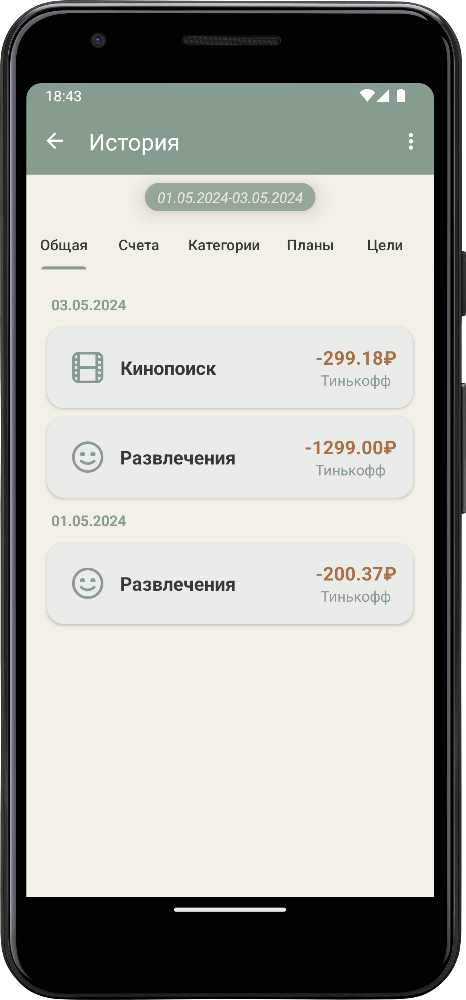 18:43
История
01.05.2024-03.05.2024
Общая Счета Категории Планы Цели
03.05.2024
Кинопоиск
-299.18₽
Тинькофф
Развлечения
-1299.00₽
Тинькофф
01.05.2024
Развлечения
-200.37₽
Тинькофф